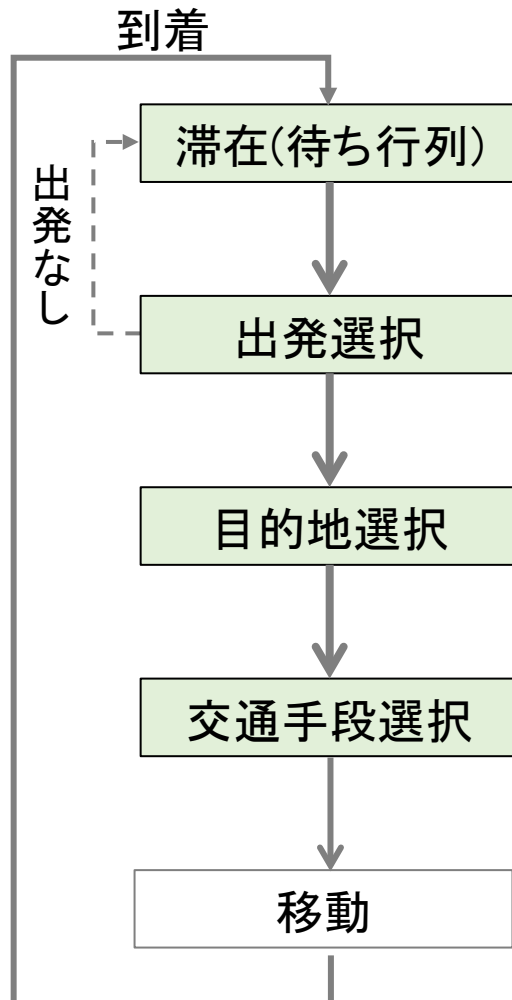 到着
滞在(待ち行列)
出発なし
出発選択
目的地選択
交通手段選択
移動